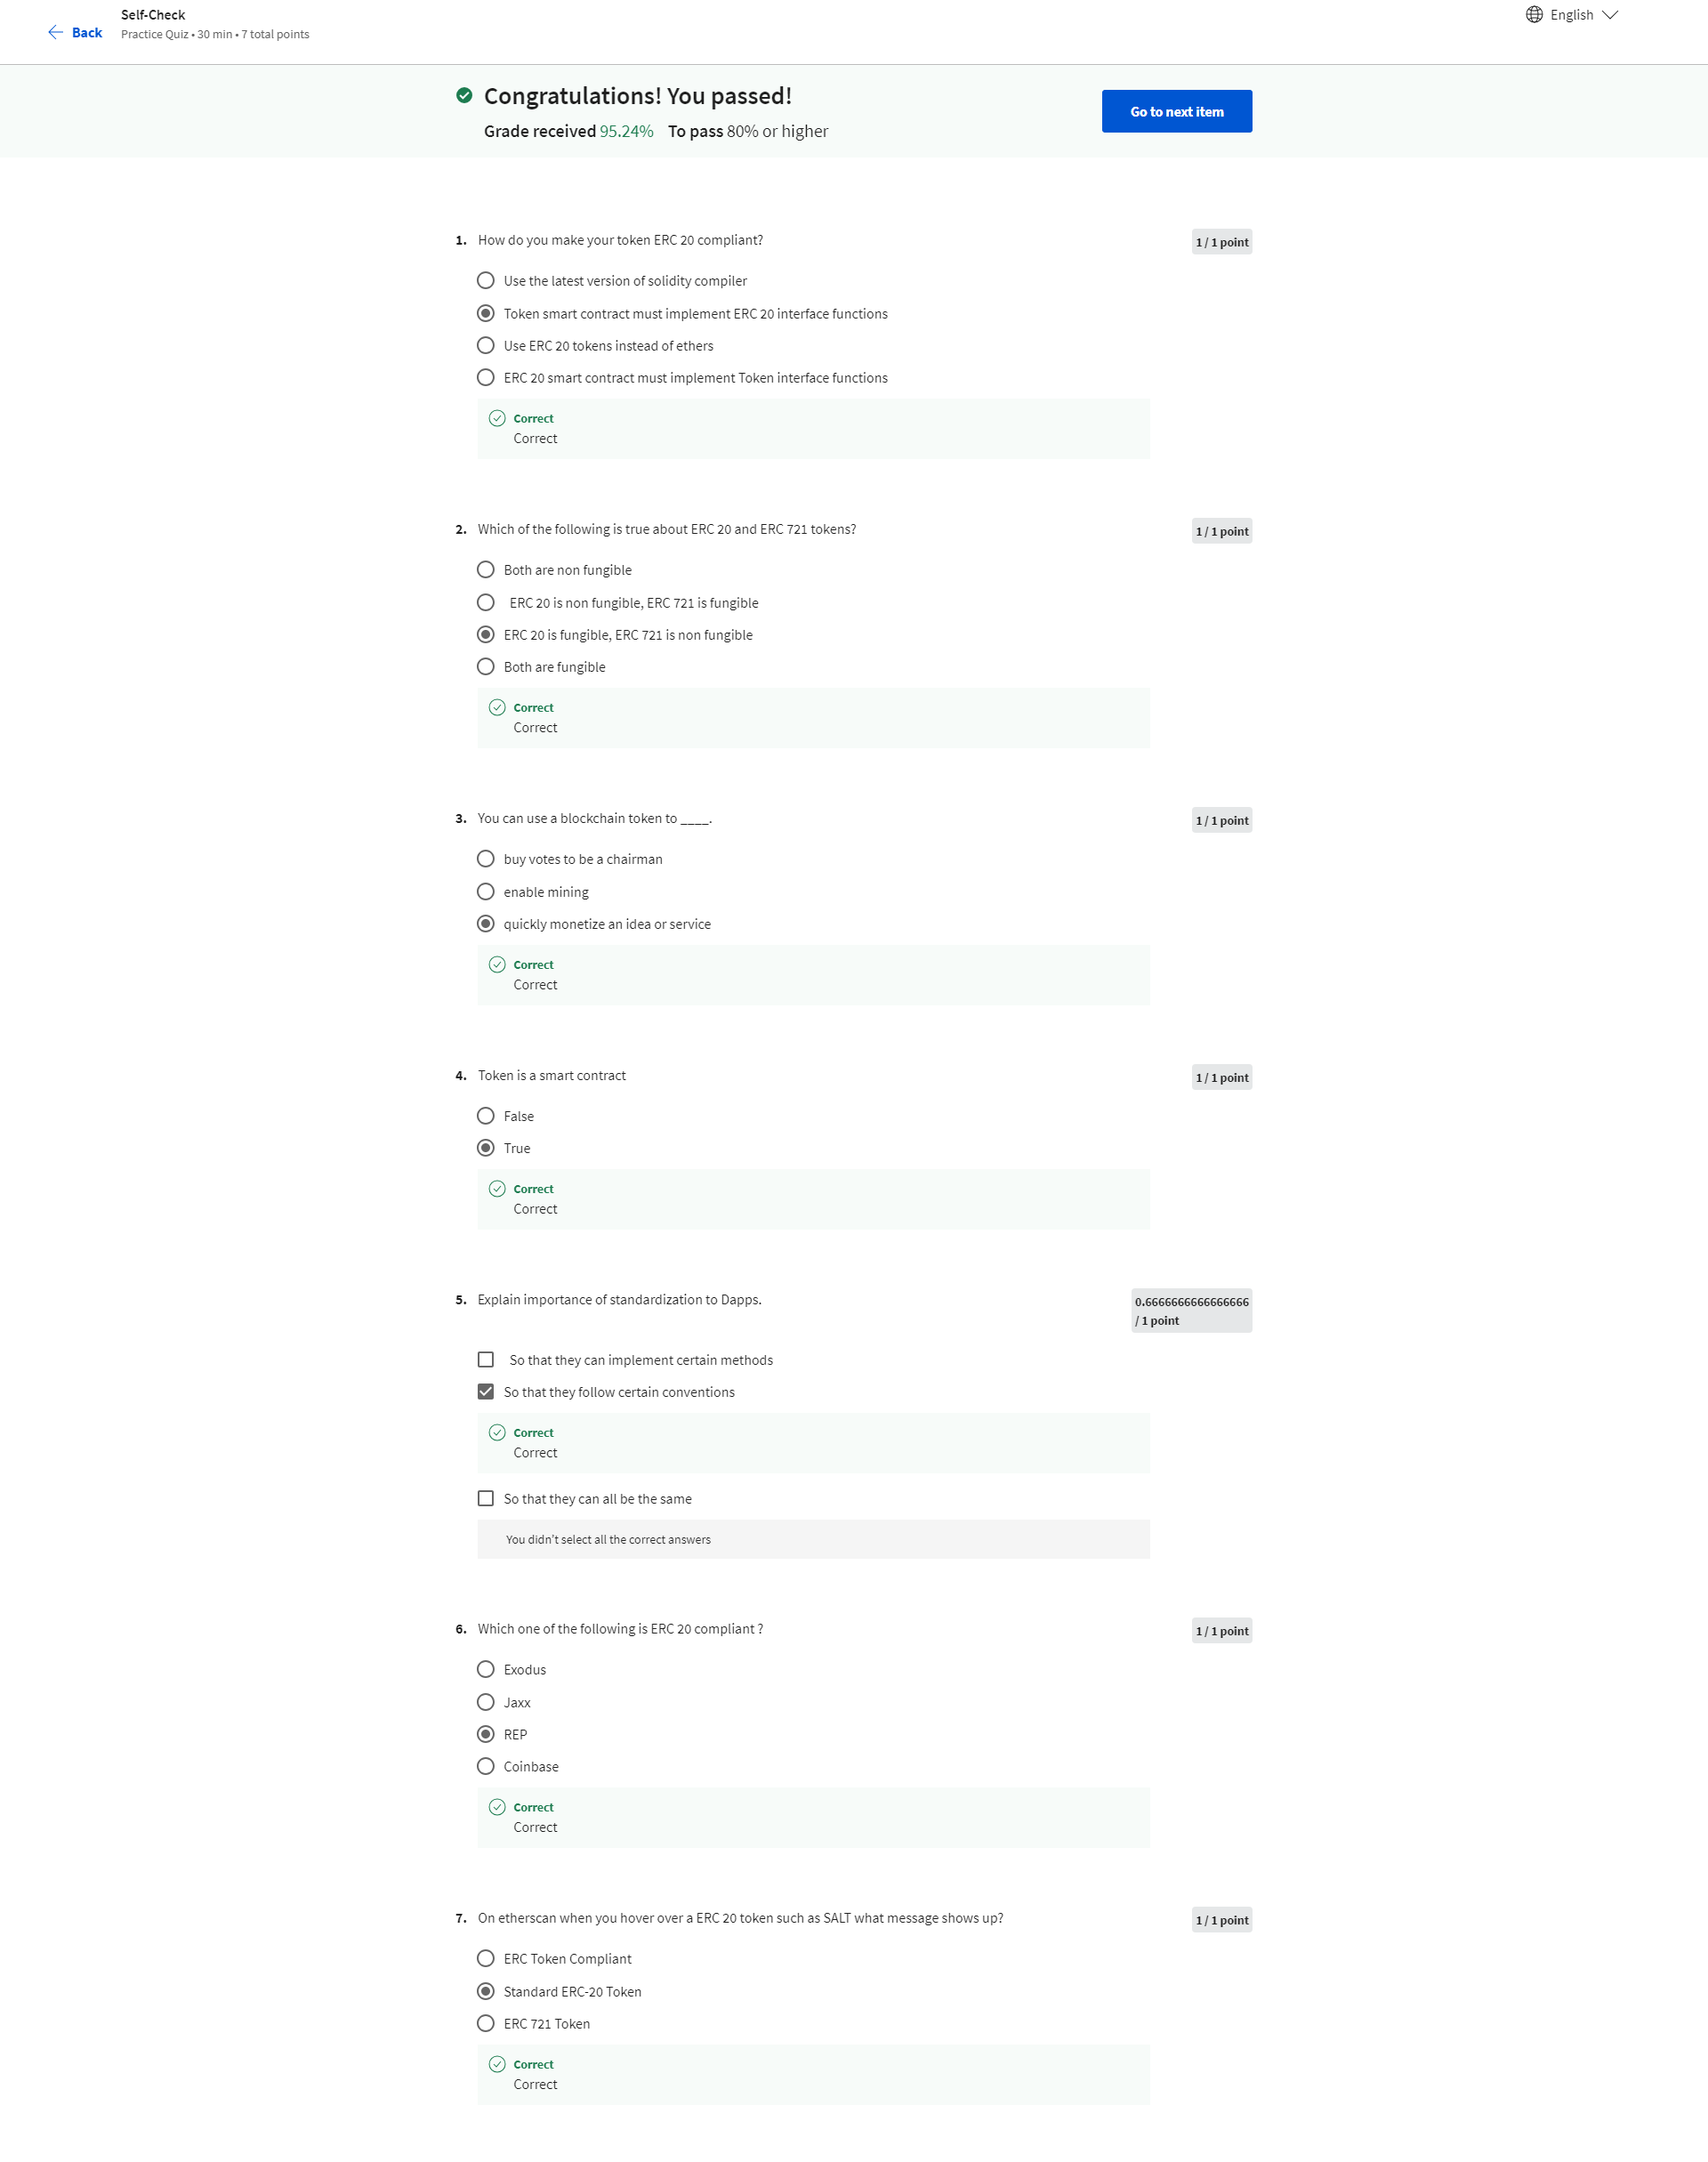 Back
Self-Check
Practice Quiz • 30 min • 7 total points
English
Congratulations! You passed!
Grade received 95.24% To pass 80% or higher
Go to next item
1. How do you make your token ERC 20 compliant?
1 / 1 point
Use the latest version of solidity compiler
Token smart contract must implement ERC 20 interface functions
Use ERC 20 tokens instead of ethers
ERC 20 smart contract must implement Token interface functions
Correct
Correct
2. Which of the following is true about ERC 20 and ERC 721 tokens?
1 / 1 point
Both are non fungible
ERC 20 is non fungible, ERC 721 is fungible
ERC 20 is fungible, ERC 721 is non fungible
Both are fungible
Correct
Correct
3. You can use a blockchain token to ____.
1 / 1 point
buy votes to be a chairman
enable mining
quickly monetize an idea or service
Correct
Correct
4. Token is a smart contract
1 / 1 point
False
True
Correct
Correct
5. Explain importance of standardization to Dapps.
0.6666666666666666
/ 1 point
So that they can implement certain methods
So that they follow certain conventions
Correct
Correct
So that they can all be the same
You didn't select all the correct answers
6. Which one of the following is ERC 20 compliant ?
1 / 1 point
Exodus
Jaxx
REP
Coinbase
Correct
Correct
7. On etherscan when you hover over a ERC 20 token such as SALT what message shows up?
1 / 1 point
ERC Token Compliant
Standard ERC-20 Token
ERC 721 Token
Correct
Correct